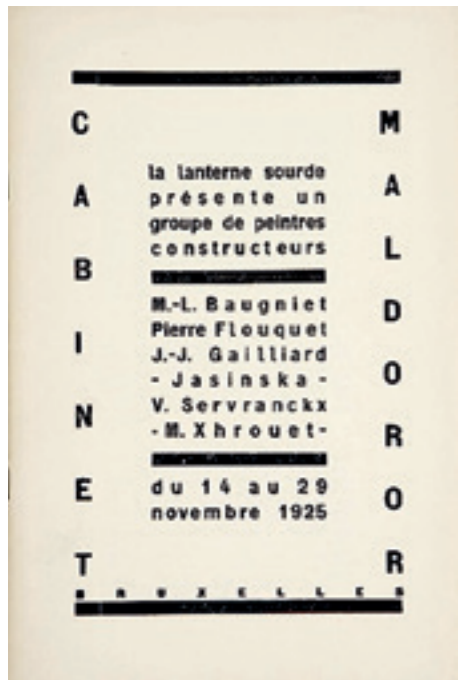 CABINET
MALDOROR
la lanterne sourde
présente un
groupe de peintres
constructeurs
M.-L. Baugniet
Pierre Flouquet
J.-J. Gailliard
- Jasinska -
V. Servranckx
- M. Xhrouet -
du 14 au 29
novembre 1925
BRUXELLES